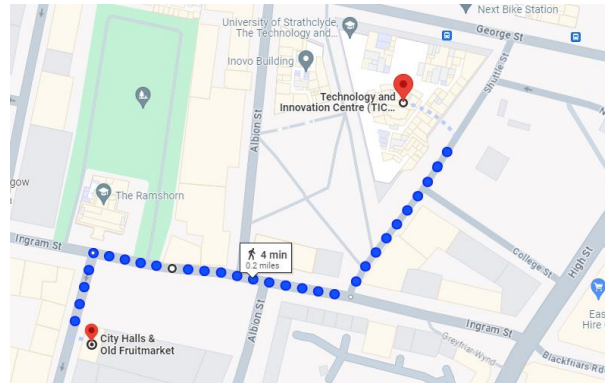 Next Bike Station
University of Strathclyde,
The Technology and...
George St
Inovo Building
Technology and
Innovation Centre (TIC...
Shuttle St
Albion St
The Ramshorn
gow
Ingram St
4 min
0.2 miles
College St
High St
City Halls &
Old Fruitmarket
Albion St
Ingram St
Greyfriar Wynd
Eas
Hire
Blackfriars Rd